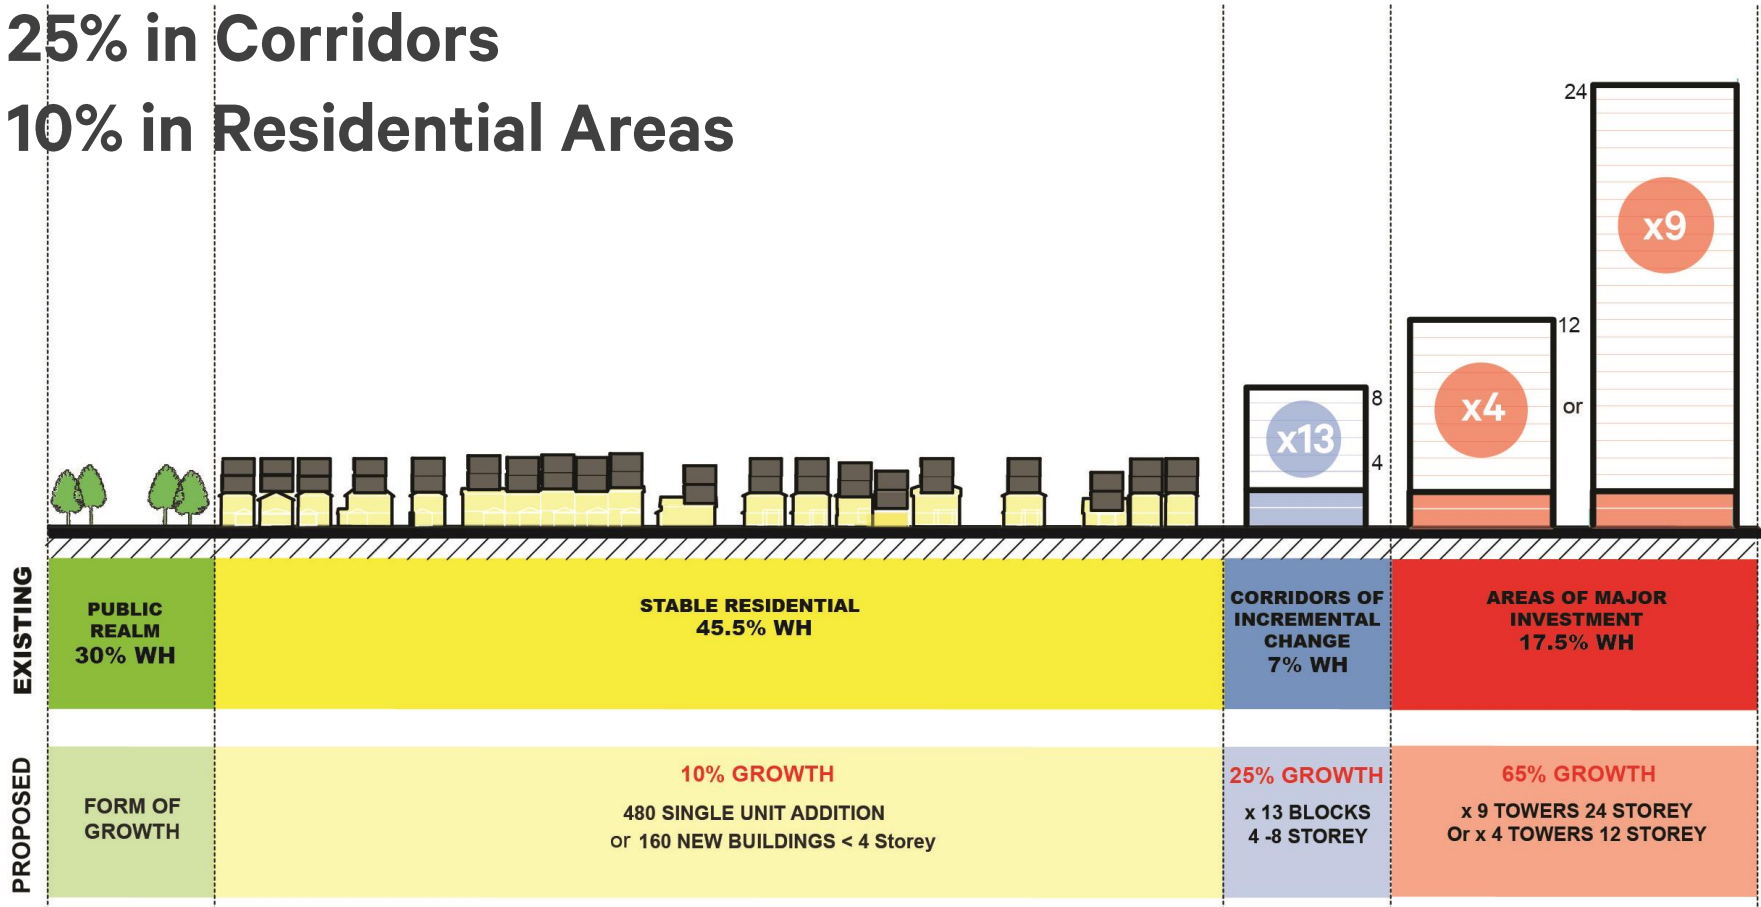 25% in Corridors
10% in Residential Areas
24
x9
12
x4
or
8
x13
4
EXISTING
PUBLIC
REALM
30% WH
STABLE RESIDENTIAL
45.5% WH
CORRIDORS OF
INCREMENTAL
CHANGE
7% WH
AREAS OF MAJOR
INVESTMENT
17.5% WH
PROPOSED
FORM OF
GROWTH
10% GROWTH
480 SINGLE UNIT ADDITION
or 160 NEW BUILDINGS < 4 Storey
25% GROWTH
x 13 BLOCKS
4 -8 STOREY
65% GROWTH
x 9 TOWERS 24 STOREY
Or x 4 TOWERS 12 STOREY